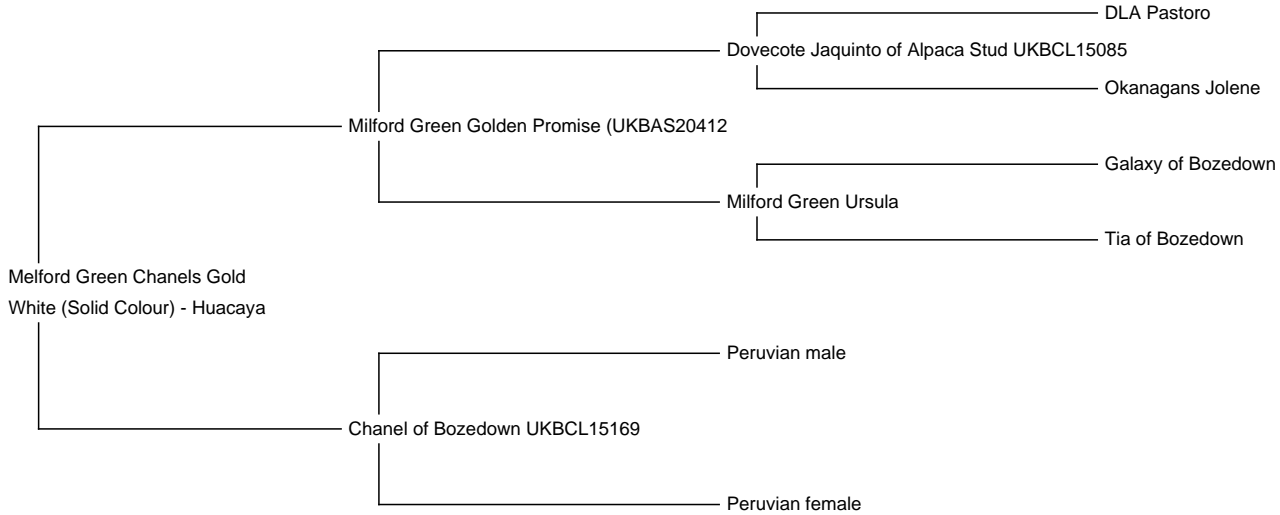 DLA Pastoro
Dovecote Jaquinto of Alpaca Stud UKBCL15085
Okanagans Jolene
Milford Green Golden Promise (UKBAS20412
Galaxy of Bozedown
Milford Green Ursula
Tia of Bozedown
Melford Green Chanels Gold
White (Solid Colour) - Huacaya
Peruvian male
Chanel of Bozedown UKBCL15169
Peruvian female